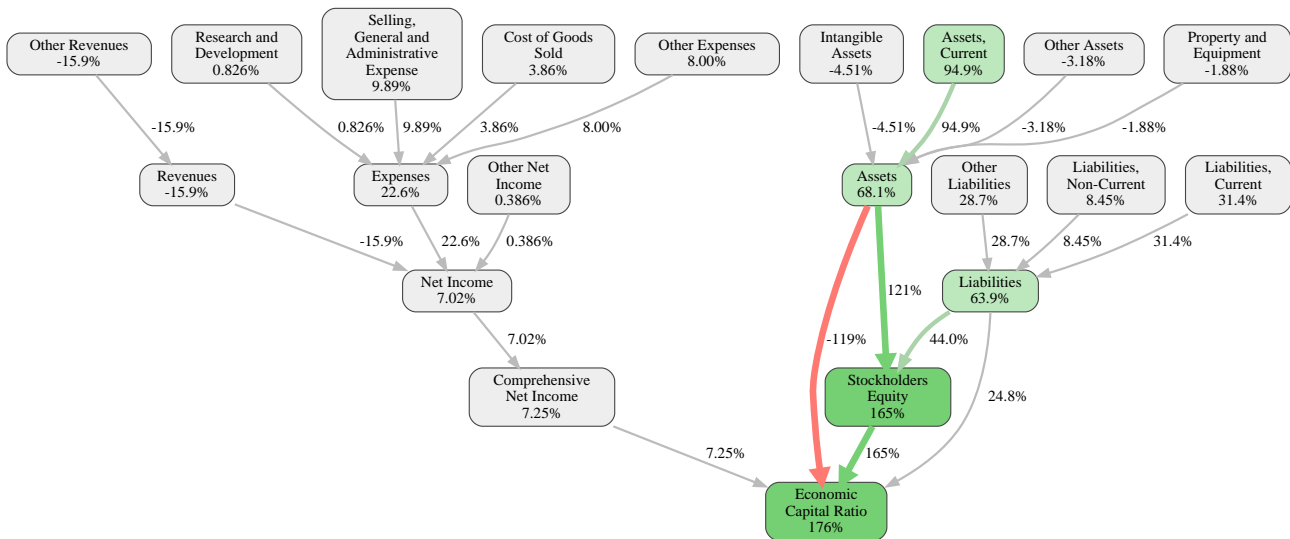 Other Revenues
-15.9%
Research and
Development
0.826%
Selling,
General and
Administrative
Expense
9.89%
Cost of Goods
Sold
3.86%
Other Expenses
8.00%
Intangible
Assets
-4.51%
Assets,
Current
94.9%
Other Assets
-3.18%
Property and
Equipment
-1.88%
-15.9%
0.826%
9.89%
3.86%
8.00%
-4.51%
94.9%
-3.18%
-1.88%
Revenues
-15.9%
Expenses
22.6%
Other Net
Income
0.386%
Assets
68.1%
Other
Liabilities
28.7%
Liabilities,
Non-Current
8.45%
Liabilities,
Current
31.4%
-15.9%
22.6%
0.386%
28.7%
8.45%
31.4%
Net Income
7.02%
121%
Liabilities
63.9%
7.02%
-119%
44.0%
Comprehensive
Net Income
7.25%
Stockholders
Equity
165%
24.8%
7.25%
165%
Economic
Capital Ratio
176%